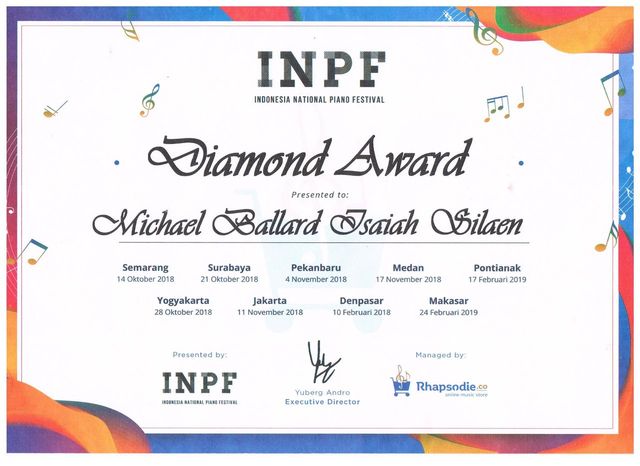 INPF
INDONESIA NATIONAL PIANO FESTIVAL
Diamond Award
Presented to:
Michael Ballard Isaiah Silaen
Semarang Surabaya Pekanbaru Medan Pontianak
14 Oktober 2018 21 Oktober 2018 4 November 2018 17 November 2018 17 Februari 2019
Yogyakarta Jakarta Denpasar Makasar
28 Oktober 2018 11 November 2018 10 Februari 2018 24 Februari 2019
Presented by: Managed by:
INPF
INDONESIA NATIONAL PIANO FESTIVAL
Yuberg Andro
Executive Director
Rhapsodie.co
online music store